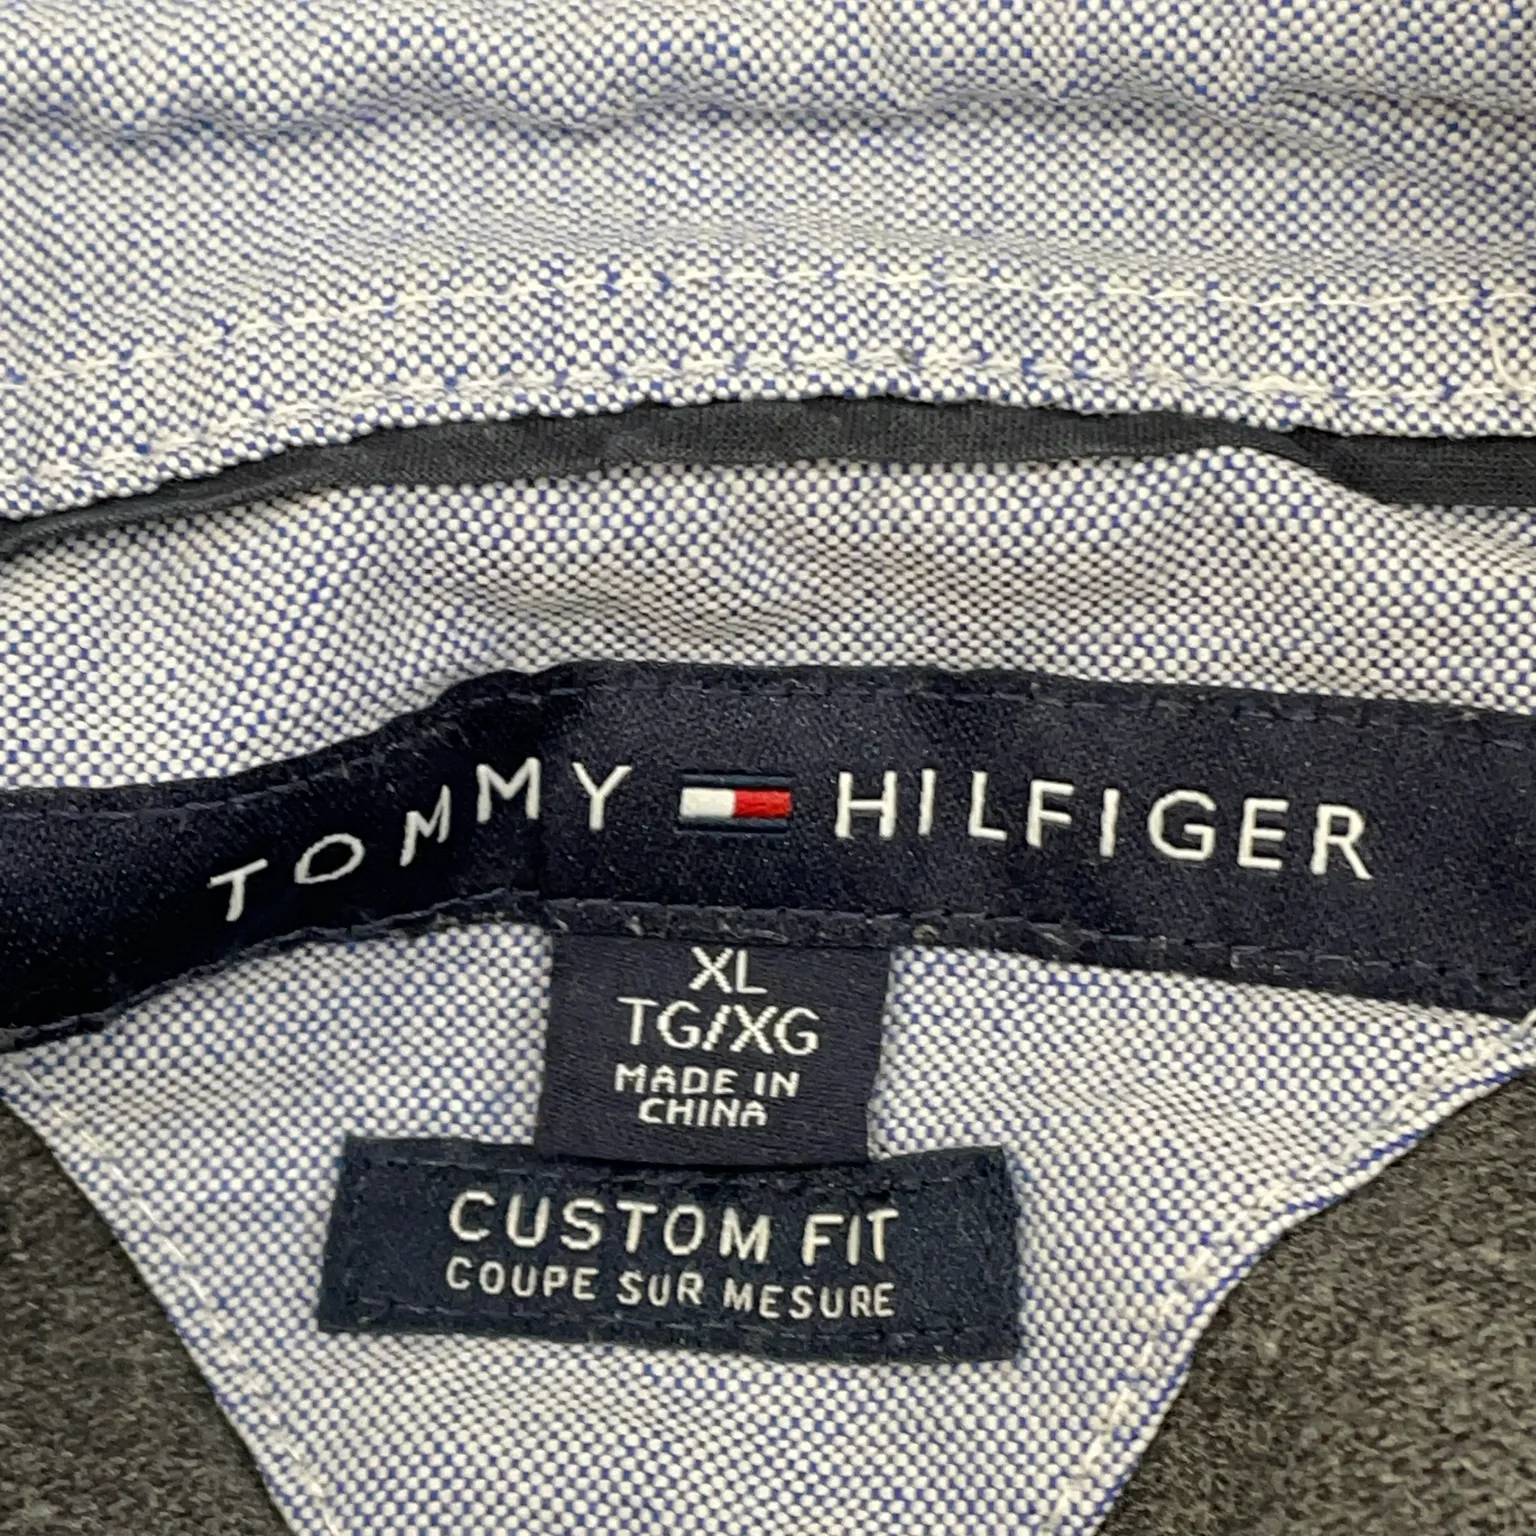 TOMMY HILFIGER
XL
TG/XG
MADE IN
CHINA
CUSTOM FIT
COUPE SUR MESURE